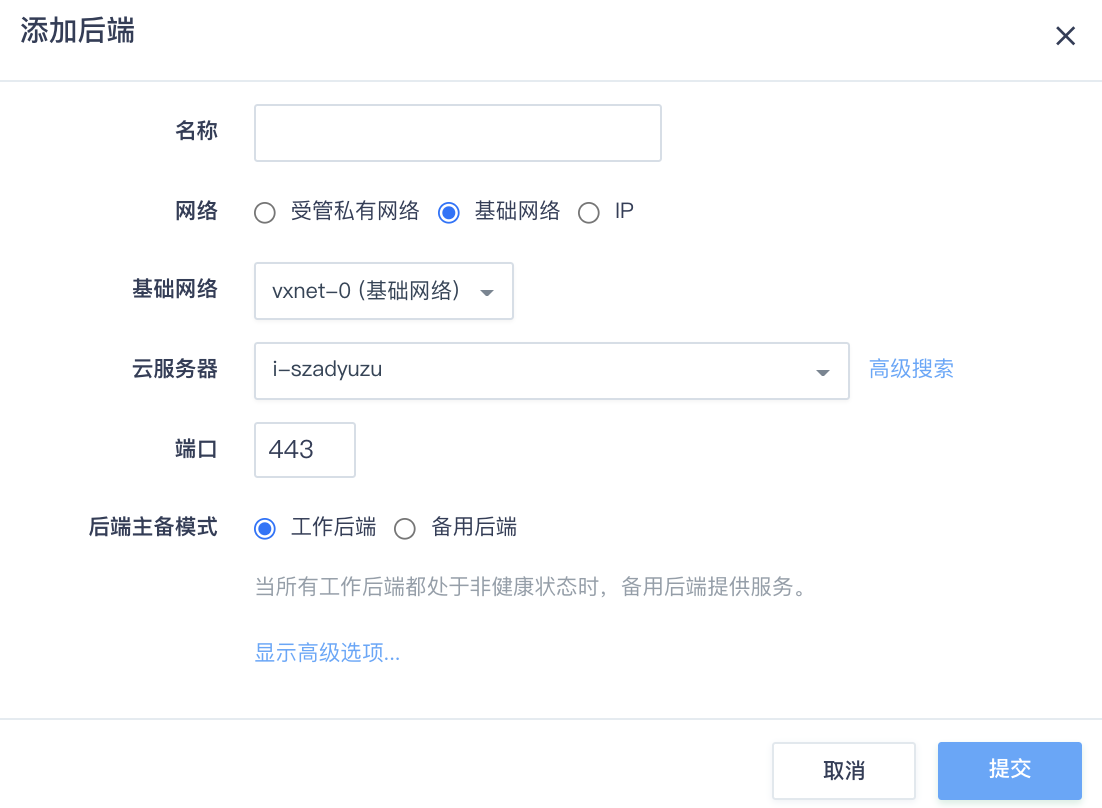 添加后端
名称
网络 受管私有网络 基础网络 IP
基础网络 vxnet-0 (基础网络)
云服务器 i-szadyuzu 高级搜索
端口 443
后端主备模式 工作后端 备用后端
当所有工作后端都处于非健康状态时，备用后端提供服务。
显示高级选项...
取消 提交